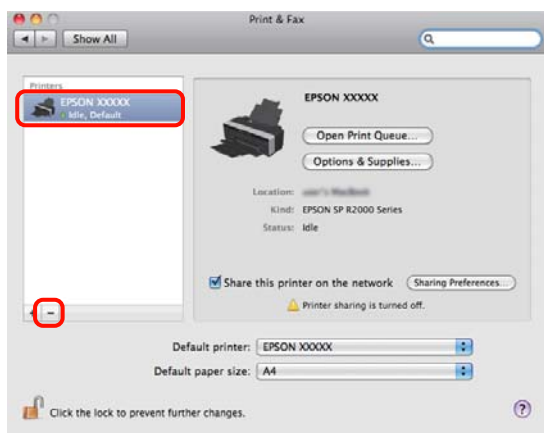 Print & Fax
Show All
Printers
EPSON XXXXX
Idle, Default
EPSON XXXXX
Open Print Queue...
Options & Supplies...
Location:
Kind: EPSON SP R2000 Series
Status: Idle
Share this printer on the network Sharing Preferences...
Printer sharing is turned off.
+ −
Default printer: EPSON XXXXX
Default paper size: A4
Click the lock to prevent further changes. ?